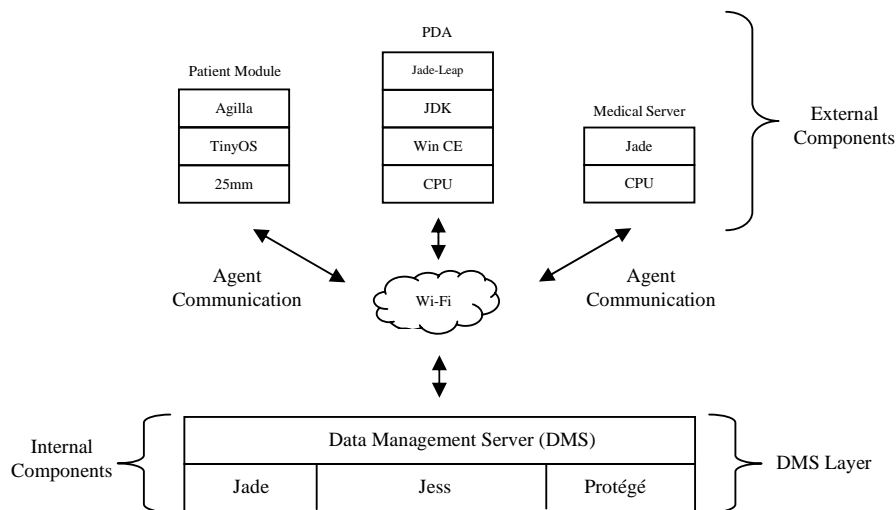 PDA
Patient Module
Jade-Leap
Agilla
JDK
Medical Server
External
Components
TinyOS
Win CE
Jade
25mm
CPU
CPU
Agent
Communication
Wi-Fi
Agent
Communication
Internal
Components
Data Management Server (DMS)
DMS Layer
Jade
Jess
Protégé